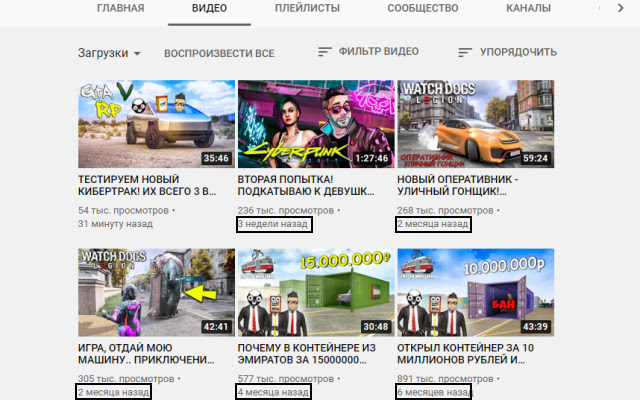 ГЛАВНАЯ ВИДЕО ПЛЕЙЛИСТЫ СООБЩЕСТВО КАНАЛЫ
Загрузки ВОСПРОИЗВЕСТИ ВСЕ ФИЛЬТР ВИДЕО УПОРЯДОЧИТЬ
GTA V
RP
35:46
ТЕСТИРУЕМ НОВЫЙ
КИБЕРТРАК! ИХ ВСЕГО 3 В...
54 тыс. просмотров •
31 минуту назад
Cyberpunk
2077
1:27:46
ВТОРАЯ ПОПЫТКА!
ПОДКАТЫВАЮ К ДЕВУШК...
236 тыс. просмотров •
3 недели назад
WATCH DOGS
LEGION
ОПЕРАТИВНИК
УЛИЧНЫЙ ГОНЩИК!
59:24
НОВЫЙ ОПЕРАТИВНИК -
УЛИЧНЫЙ ГОНЩИК!...
268 тыс. просмотров •
2 месяца назад
WATCH DOGS
LEGION
42:41
ИГРА, ОТДАЙ МОЮ
МАШИНУ.. ПРИКЛЮЧЕНИ...
305 тыс. просмотров •
2 месяца назад
15.000.000₽
30:48
ПОЧЕМУ В КОНТЕЙНЕРЕ ИЗ
ЭМИРАТОВ ЗА 15000000...
577 тыс. просмотров •
4 месяца назад
10.000.000р
БАН
43:39
ОТКРЫЛ КОНТЕЙНЕР ЗА 10
МИЛЛИОНОВ РУБЛЕЙ И...
891 тыс. просмотров •
6 месяцев назад